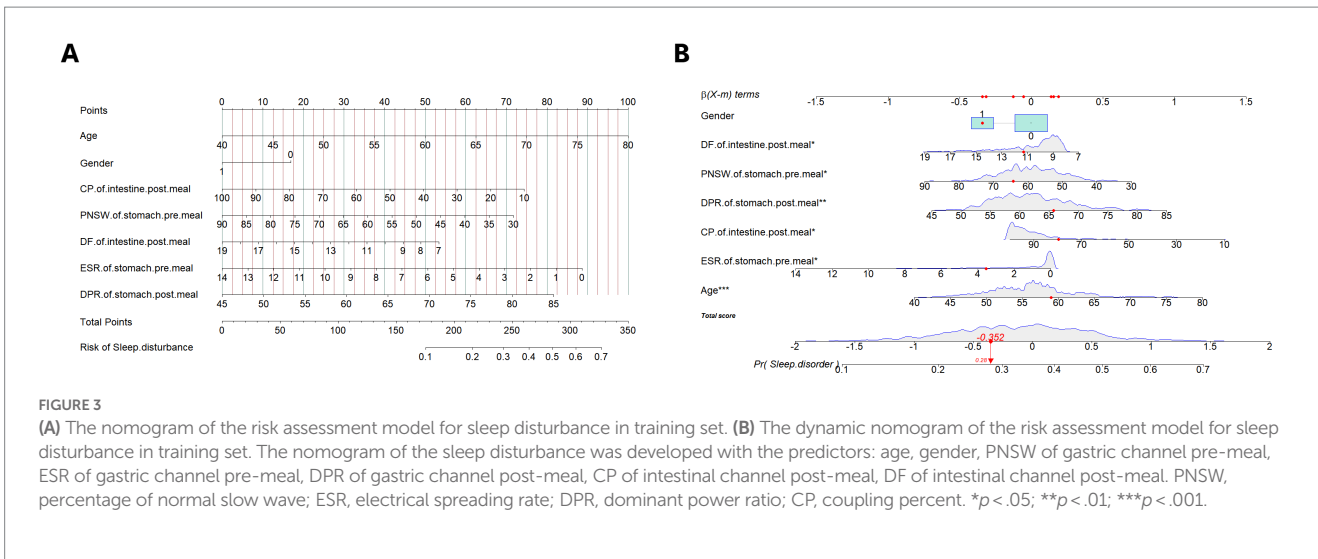 A
Points
0 10 20 30 40 50 60 70 80 90 100
Age
40 45 50 55 60 65 70 75 80
Gender
0
1
CP.of.intestine.post.meal
100 90 80 70 60 50 40 30 20 10
PNSW.of.stomach.pre.meal
90 85 80 75 70 65 60 55 50 45 40 35 30
DF.of.intestine.post.meal
19 17 15 13 11 9 8 7
ESR.of.stomach.pre.meal
14 13 12 11 10 9 8 7 6 5 4 3 2 1 0
DPR.of.stomach.post.meal
45 50 55 60 65 70 75 80 85
Total Points
0 50 100 150 200 250 300 350
Risk of Sleep.disturbance
0.1 0.2 0.3 0.4 0.5 0.6 0.7
B
β(X-m) terms
-1.5 -1 -0.5 0 0.5 1 1.5
Gender
1
0
DF.of.intestine.post.meal*
19 17 15 13 11 9 7
PNSW.of.stomach.pre.meal*
90 80 70 60 50 40 30
DPR.of.stomach.post.meal**
45 50 55 60 65 70 75 80 85
CP.of.intestine.post.meal*
90 70 50 30 10
ESR.of.stomach.pre.meal*
14 12 10 8 6 4 2 0
Age***
40 45 50 55 60 65 70 75 80
Total score
-0.352
-2 -1.5 -1 -0.5 0 0.5 1 1.5 2
Pr( Sleep.disorder )
0.1 0.2 0.3 0.4 0.5 0.6 0.7
FIGURE 3
(A) The nomogram of the risk assessment model for sleep disturbance in training set. (B) The dynamic nomogram of the risk assessment model for sleep
disturbance in training set. The nomogram of the sleep disturbance was developed with the predictors: age, gender, PNSW of gastric channel pre-meal,
ESR of gastric channel pre-meal, DPR of gastric channel post-meal, CP of intestinal channel post-meal, DF of intestinal channel post-meal. PNSW,
percentage of normal slow wave; ESR, electrical spreading rate; DPR, dominant power ratio; CP, coupling percent. *p < .05; **p < .01; ***p < .001.